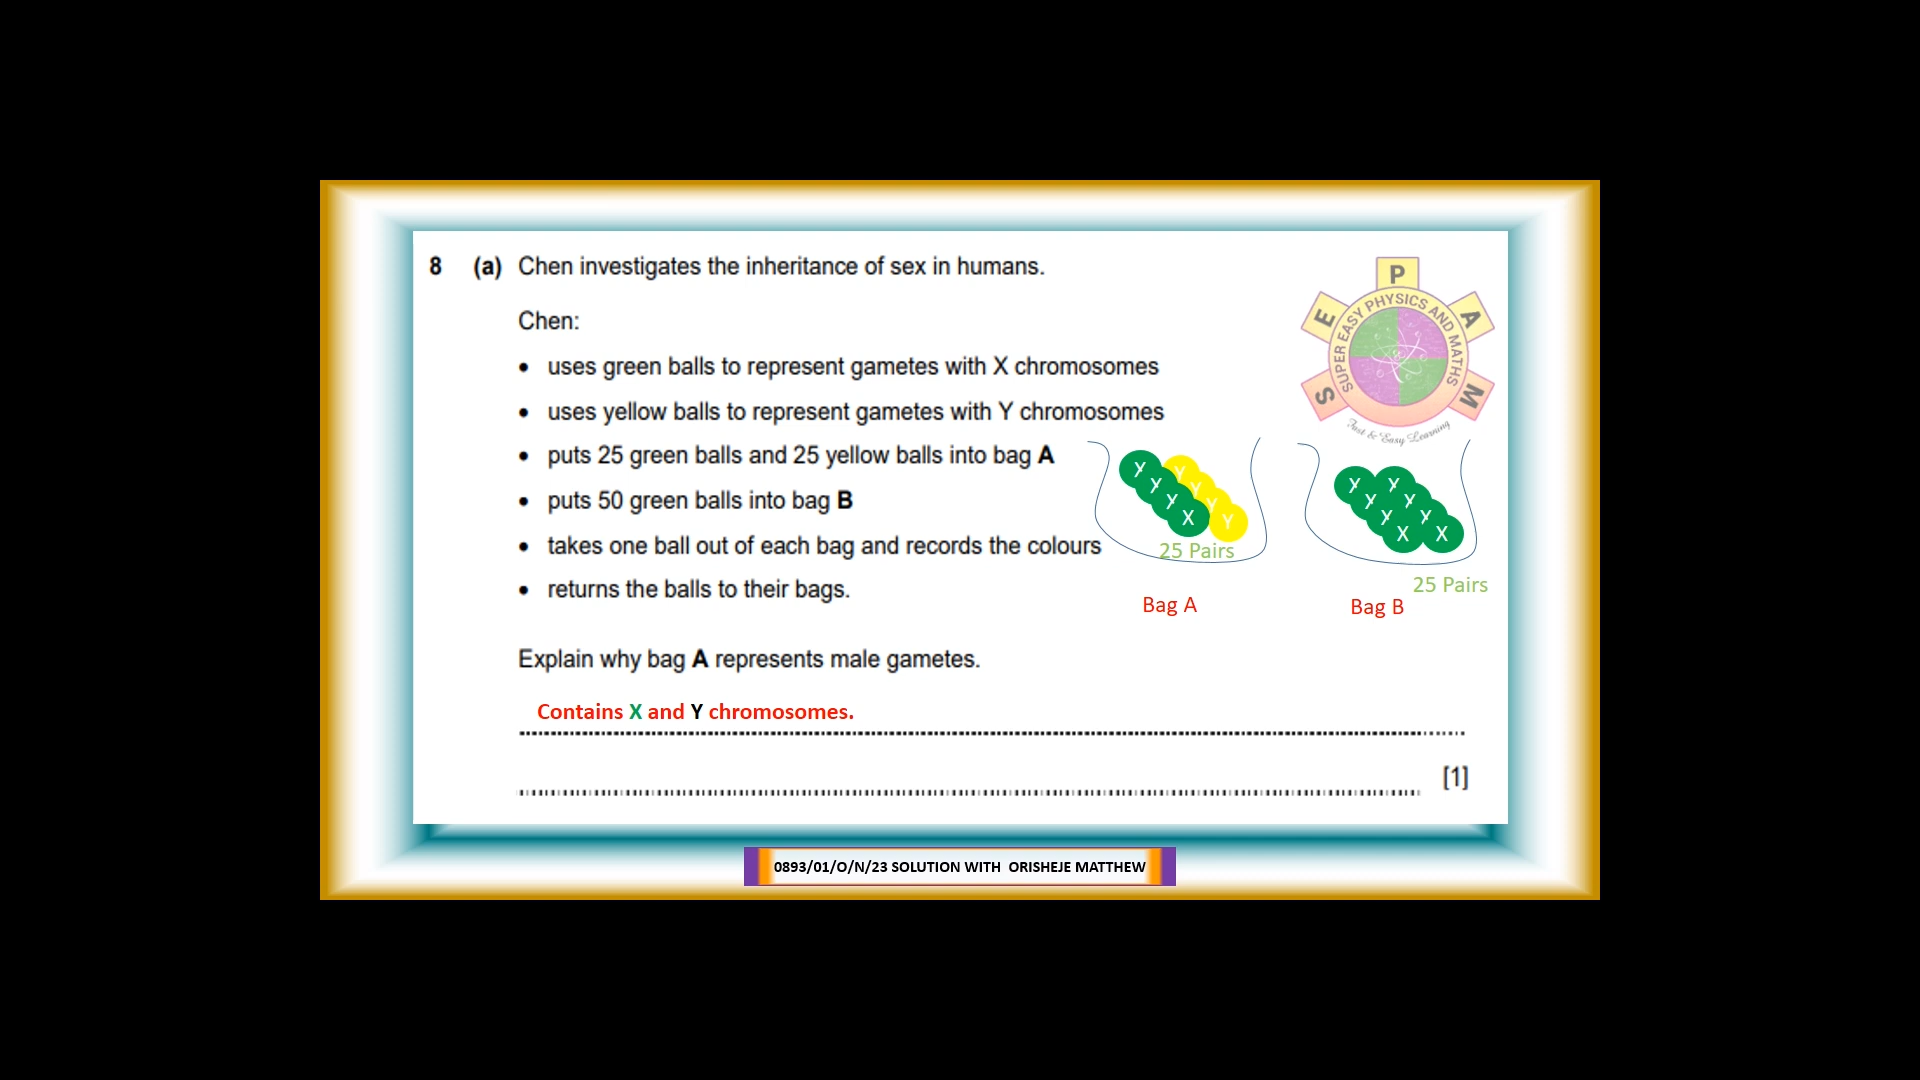 8 (a) Chen investigates the inheritance of sex in humans.
Chen:
• uses green balls to represent gametes with X chromosomes
• uses yellow balls to represent gametes with Y chromosomes
• puts 25 green balls and 25 yellow balls into bag A
• puts 50 green balls into bag B
• takes one ball out of each bag and records the colours
• returns the balls to their bags.
S E P A M
SUPER EASY PHYSICS AND MATHS
Fast & Easy Learning
X X X X
Y Y Y Y
25 Pairs
Bag A
X X X X
X X X X
25 Pairs
Bag B
Explain why bag A represents male gametes.
Contains X and Y chromosomes.
[1]
0893/01/O/N/23 SOLUTION WITH ORISHEJE MATTHEW